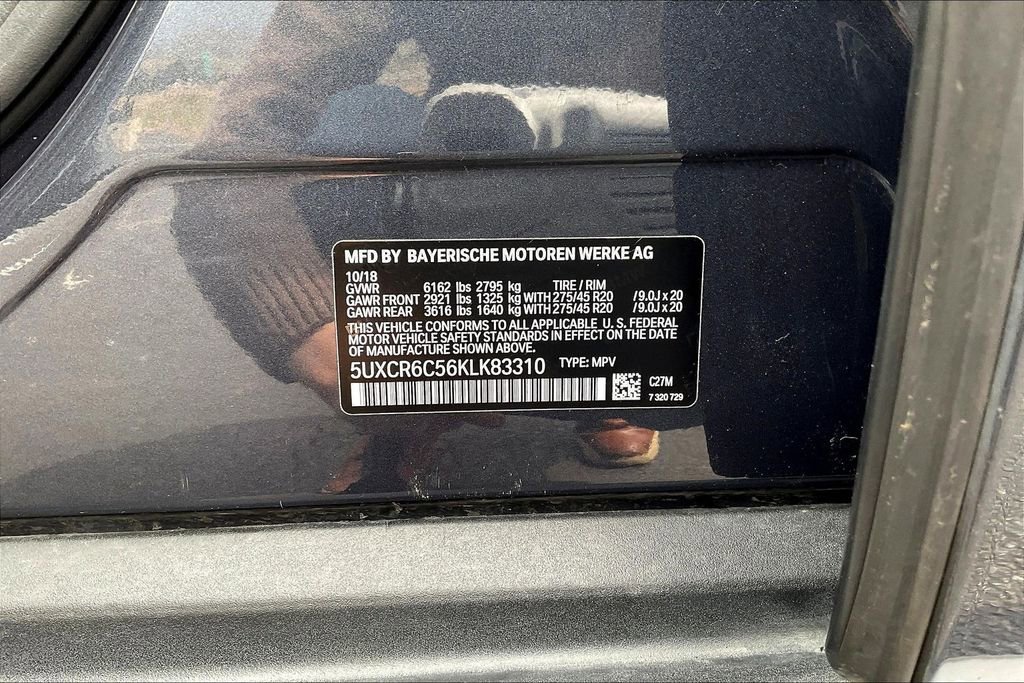 MFD BY BAYERISCHE MOTOREN WERKE AG
10/18
GVWR 6162 lbs 2795 kg TIRE / RIM
GAWR FRONT 2921 lbs 1325 kg WITH 275/45 R20 /9.0J x 20
GAWR REAR 3616 lbs 1640 kg WITH 275/45 R20 /9.0J x 20
THIS VEHICLE CONFORMS TO ALL APPLICABLE U.S. FEDERAL
MOTOR VEHICLE SAFETY STANDARDS IN EFFECT ON THE DATE
OF MANUFACTURE SHOWN ABOVE.
5UXCR6C56KLK83310 TYPE: MPV
C27M
7 320 729